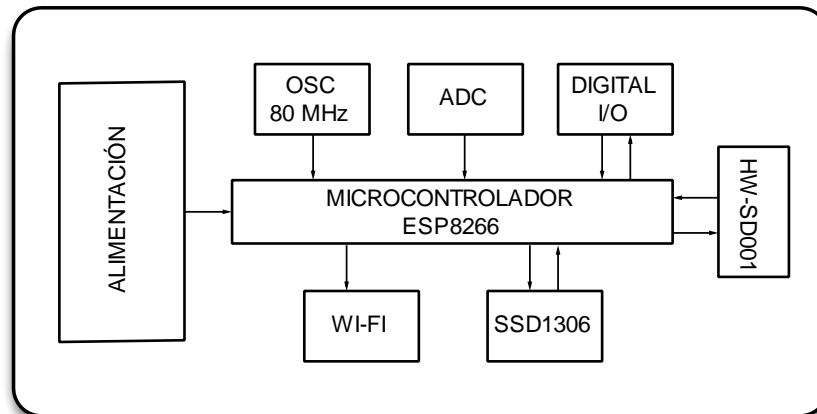 ALIMENTACIÓN
OSC
80 MHz
ADC
DIGITAL
I/O
MICROCONTROLADOR
ESP8266
HW-SD001
WI-FI
SSD1306